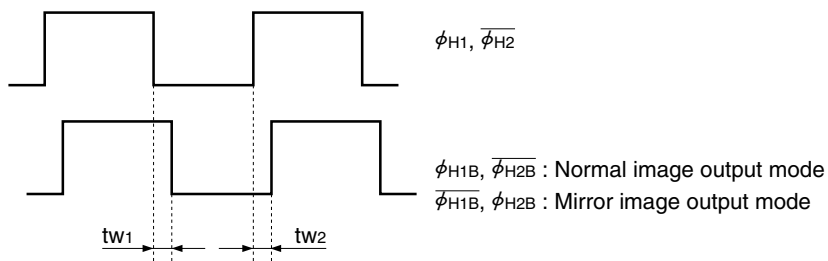 ϕH1, ϕH2
ϕH1B, ϕH2B : Normal image output mode
ϕH1B, ϕH2B : Mirror image output mode
tw1 tw2